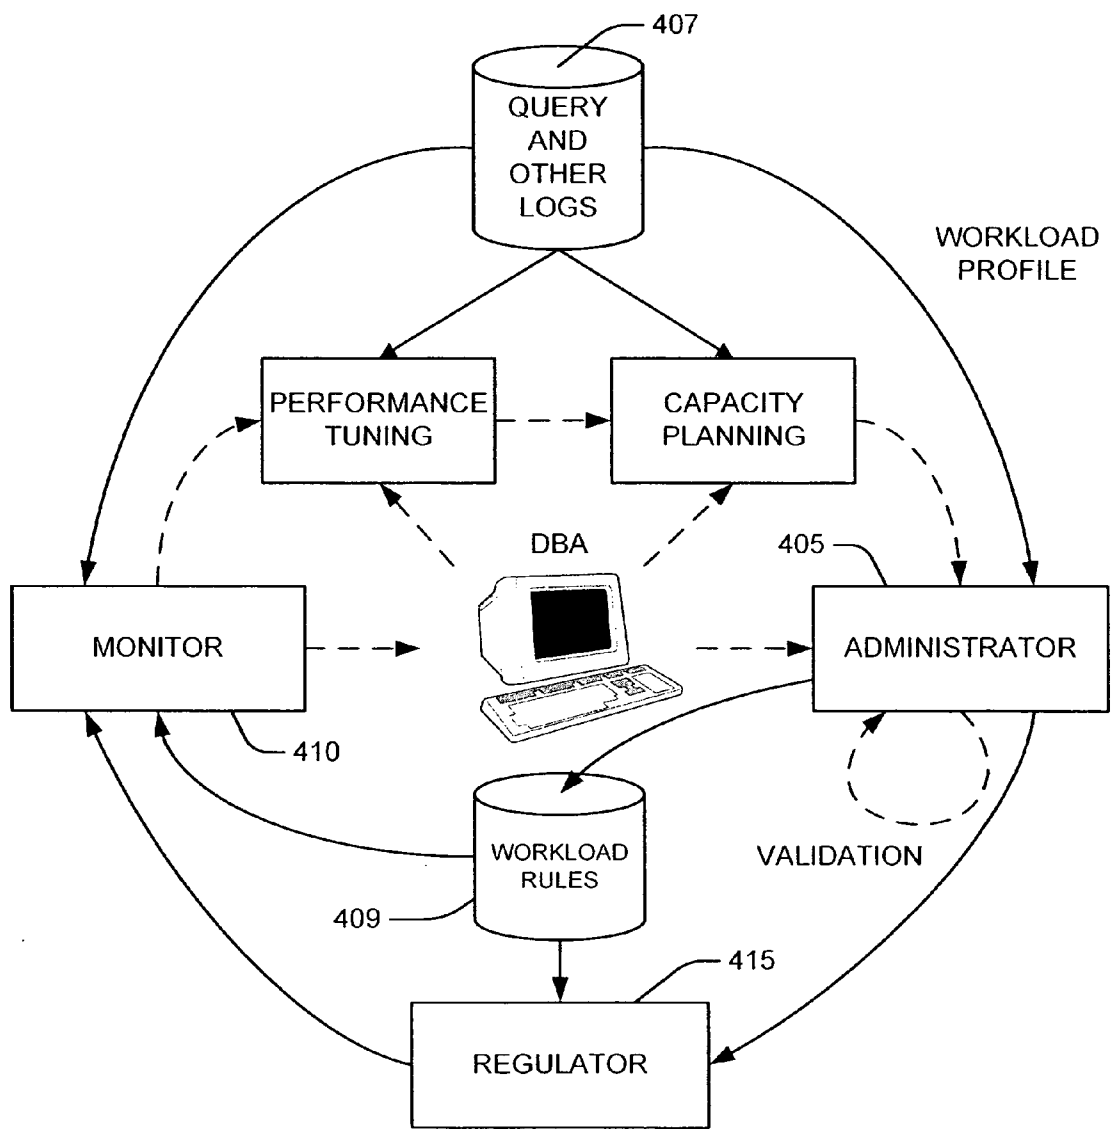 407
QUERY
AND
OTHER
LOGS
WORKLOAD
PROFILE
PERFORMANCE
TUNING
CAPACITY
PLANNING
DBA
405
MONITOR
ADMINISTRATOR
410
WORKLOAD
RULES
VALIDATION
409
415
REGULATOR